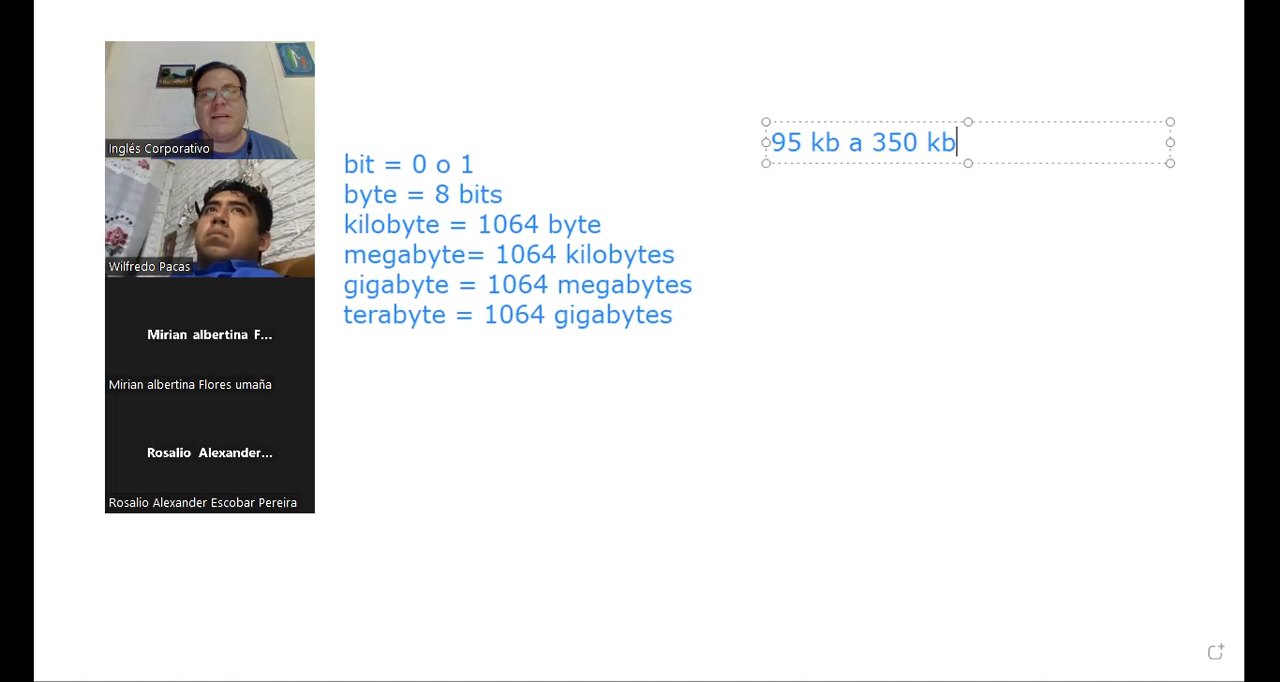 Inglés Corporativo
Wilfredo Pacas
Mirian albertina F...
Mirian albertina Flores umaña
Rosalio Alexander...
Rosalio Alexander Escobar Pereira
bit = 0 o 1
byte = 8 bits
kilobyte = 1064 byte
megabyte= 1064 kilobytes
gigabyte = 1064 megabytes
terabyte = 1064 gigabytes
95 kb a 350 kb